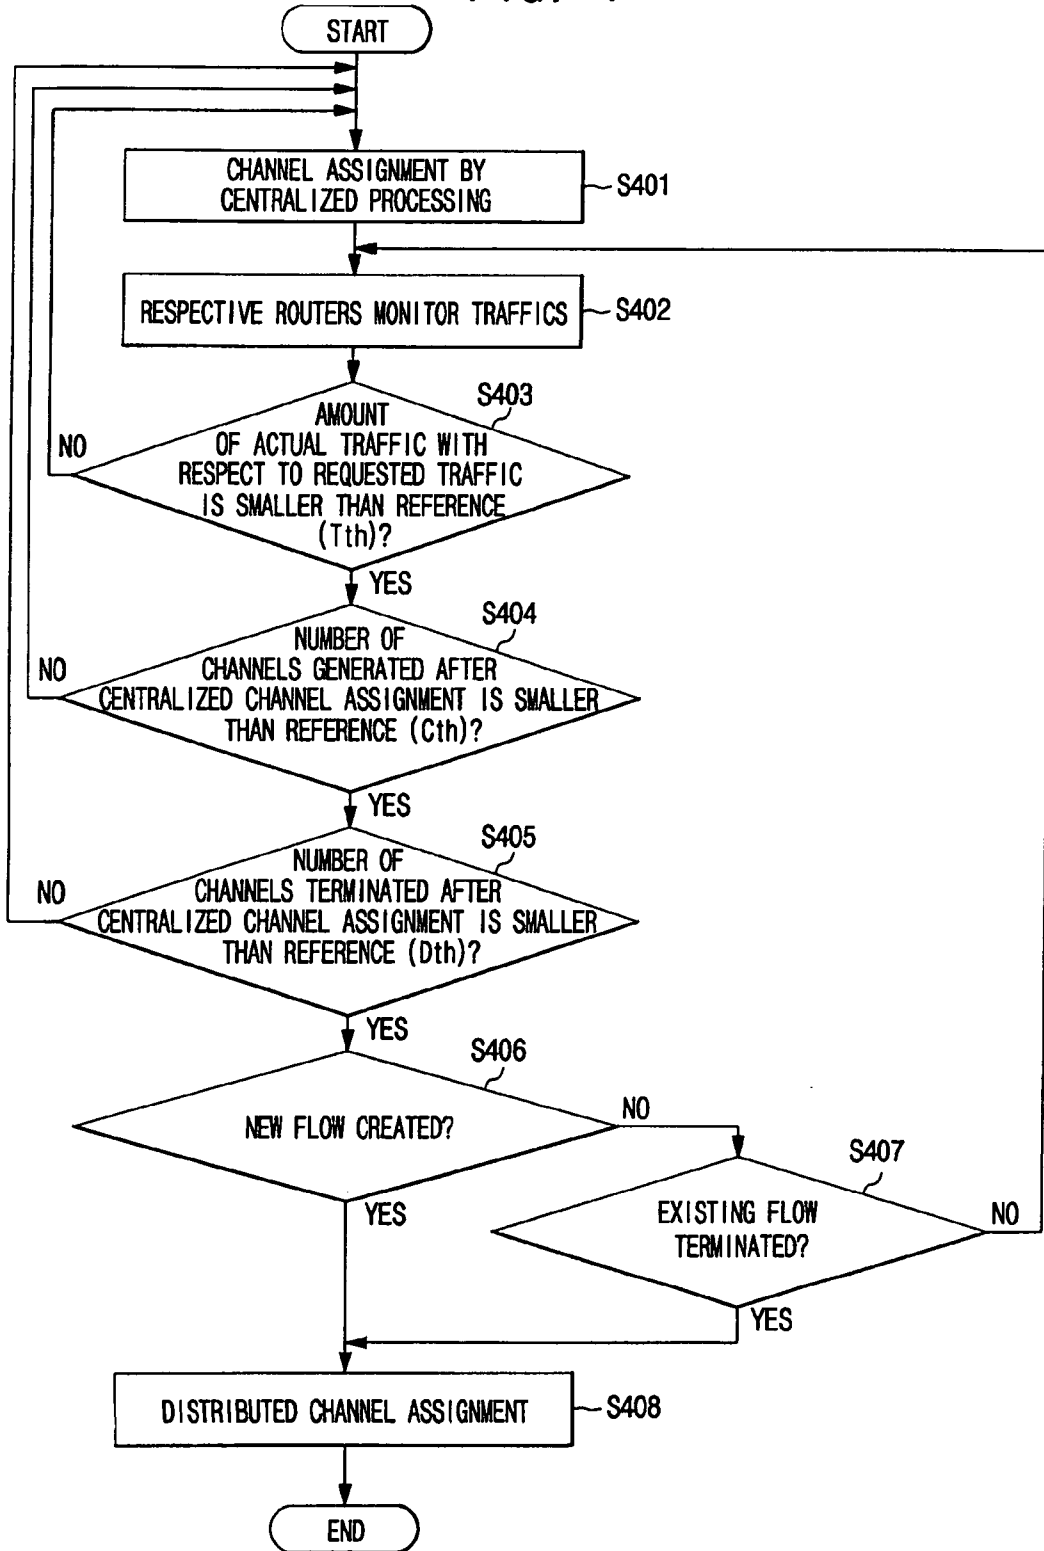 START
CHANNEL ASSIGNMENT BY
CENTRALIZED PROCESSING
S401
RESPECTIVE ROUTERS MONITOR TRAFFICS
S402
S403
AMOUNT
OF ACTUAL TRAFFIC WITH
RESPECT TO REQUESTED TRAFFIC
IS SMALLER THAN REFERENCE
(Tth)?
NO
YES
S404
NUMBER OF
CHANNELS GENERATED AFTER
CENTRALIZED CHANNEL ASSIGNMENT IS SMALLER
THAN REFERENCE (Cth)?
NO
YES
S405
NUMBER OF
CHANNELS TERMINATED AFTER
CENTRALIZED CHANNEL ASSIGNMENT IS SMALLER
THAN REFERENCE (Dth)?
NO
YES
S406
NEW FLOW CREATED?
NO
YES
S407
EXISTING FLOW
TERMINATED?
NO
YES
DISTRIBUTED CHANNEL ASSIGNMENT
S408
END